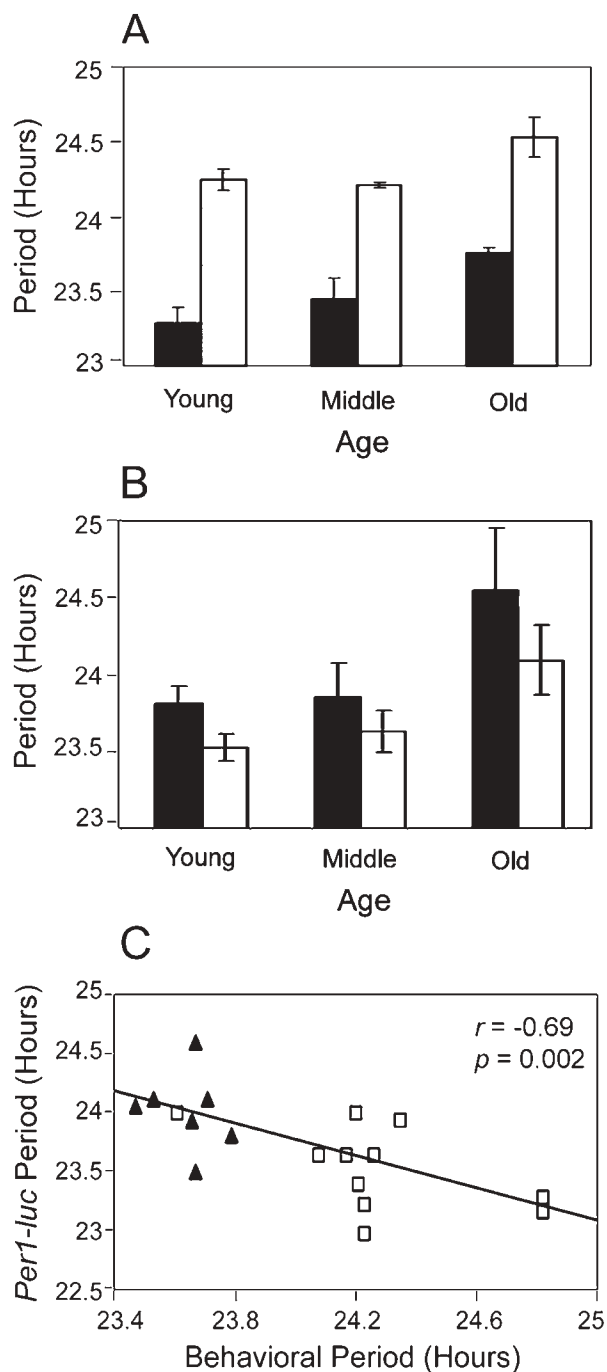 A
Period (Hours)
25
24.5
24
23.5
23
Young Middle Old
Age
B
Period (Hours)
25
24.5
24
23.5
23
Young Middle Old
Age
C
Per1-luc Period (Hours)
25
24.5
24
23.5
23
22.5
r = -0.69
p = 0.002
23.4 23.8 24.2 24.6 25
Behavioral Period (Hours)